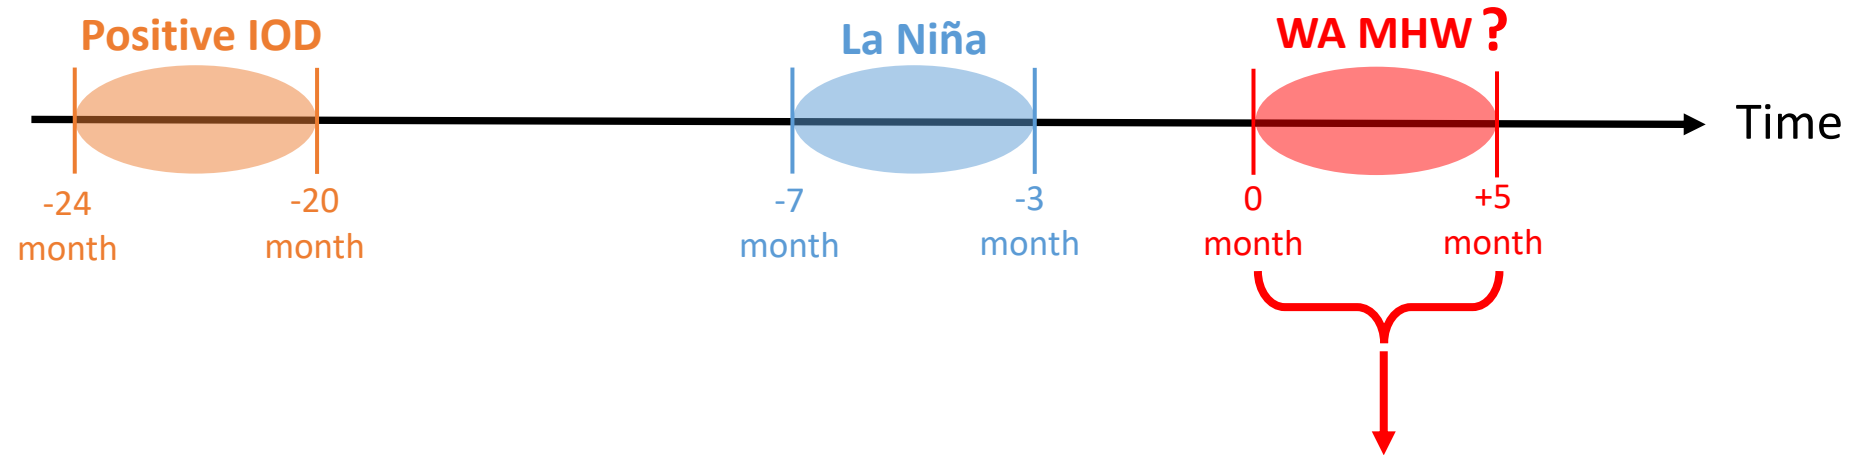 Positive IOD
La Niña
WA MHW ?
Time
-24
month
-20
month
-7
month
-3
month
0
month
+5
month